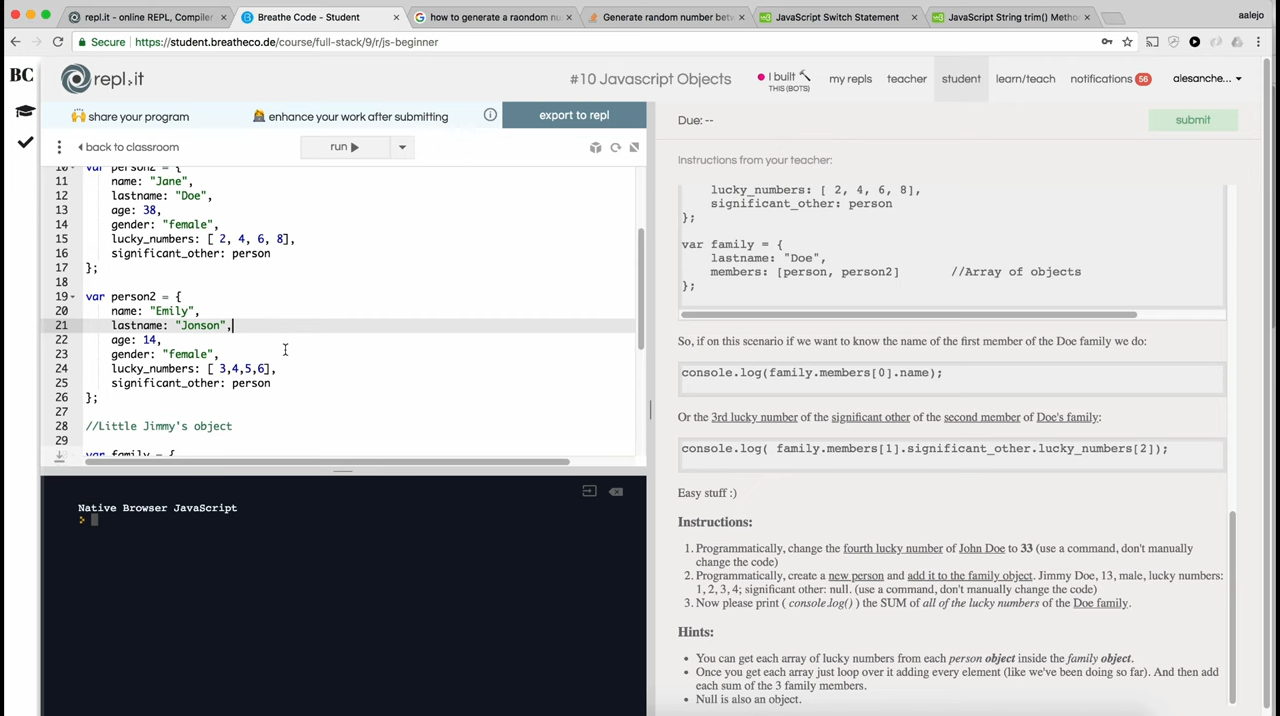 repl.it - online REPL, Compiler
Breathe Code - Student
how to generate a raondom nu
Generate random number betw
JavaScript Switch Statement
JavaScript String trim() Metho
aalejo
Secure
https://student.breatheco.de/course/full-stack/9/r/js-beginner
BC
repl.it
#10 Javascript Objects
I built
THIS (BOTS)
my repls
teacher
student
learn/teach
notifications 56
alesanche...
share your program
enhance your work after submitting
export to repl
back to classroom
run
10 var person2 = {
11 name: "Jane",
12 lastname: "Doe",
13 age: 38,
14 gender: "female",
15 lucky_numbers: [ 2, 4, 6, 8],
16 significant_other: person
17 };
18
19 var person2 = {
20 name: "Emily",
21 lastname: "Jonson",
22 age: 14,
23 gender: "female",
24 lucky_numbers: [ 3,4,5,6],
25 significant_other: person
26 };
27
28 //Little Jimmy's object
29
var family = {
Native Browser JavaScript
>
Due: --
submit
Instructions from your teacher:
lucky_numbers: [ 2, 4, 6, 8],
significant_other: person
};
var family = {
lastname: "Doe",
members: [person, person2] //Array of objects
};
So, if on this scenario if we want to know the name of the first member of the Doe family we do:
console.log(family.members[0].name);
Or the 3rd lucky number of the significant other of the second member of Doe's family:
console.log( family.members[1].significant_other.lucky_numbers[2]);
Easy stuff :)
Instructions:
1. Programmatically, change the fourth lucky number of John Doe to 33 (use a command, don't manually
change the code)
2. Programmatically, create a new person and add it to the family object. Jimmy Doe, 13, male, lucky numbers:
1, 2, 3, 4; significant other: null. (use a command, don't manually change the code)
3. Now please print ( console.log() ) the SUM of all of the lucky numbers of the Doe family.
Hints:
• You can get each array of lucky numbers from each person object inside the family object.
• Once you get each array just loop over it adding every element (like we've been doing so far). And then add
each sum of the 3 family members.
• Null is also an object.